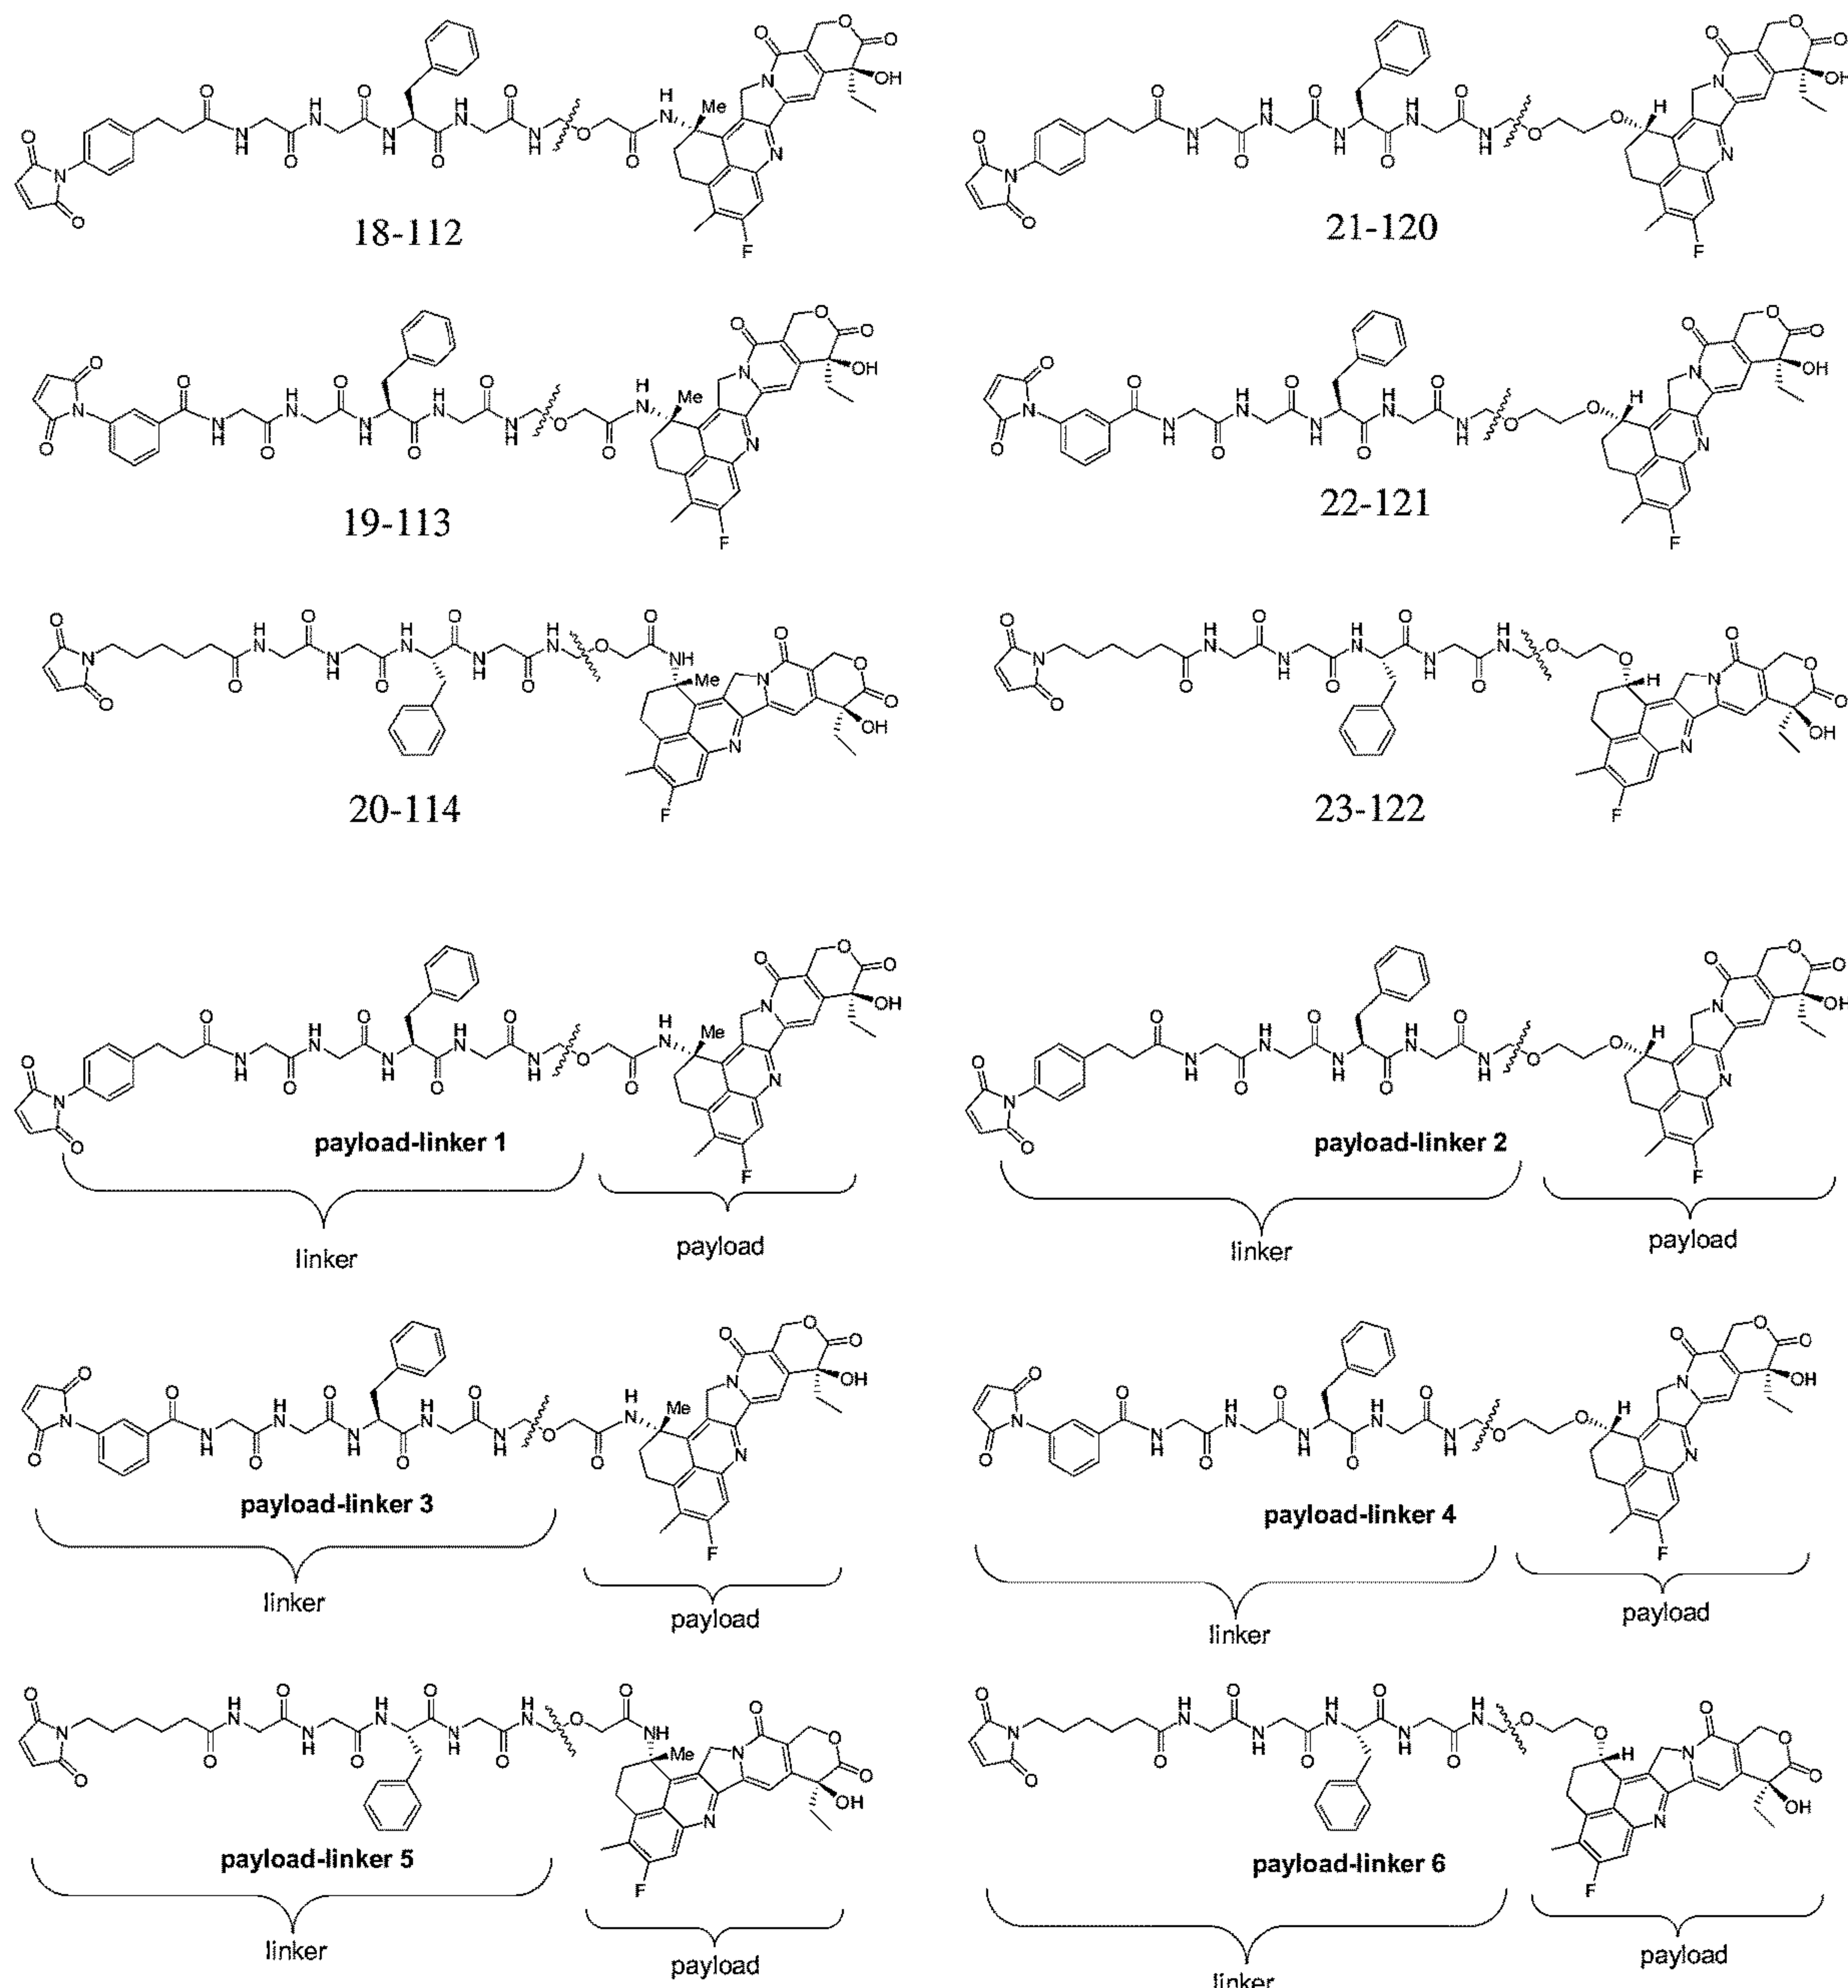 18-112
21-120
19-113
22-121
20-114
23-122
payload-linker 1
payload-linker 2
linker
payload
linker
payload
payload-linker 3
payload-linker 4
linker
payload
linker
payload
payload-linker 5
payload-linker 6
linker
payload
linker
payload